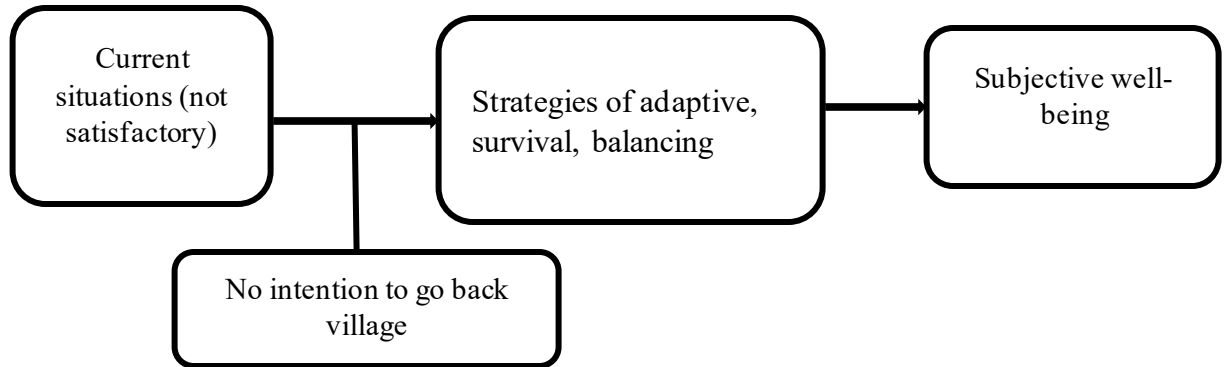 Current
situations (not
satisfactory)
Strategies of adaptive,
survival, balancing
Subjective well-
being
No intention to go back
village